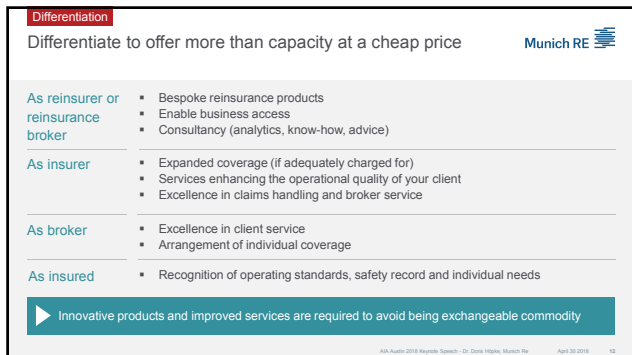 Differentiation
Differentiate to offer more than capacity at a cheap price
Munich RE
As reinsurer or
reinsurance
broker
▪ Bespoke reinsurance products
▪ Enable business access
▪ Consultancy (analytics, know-how, advice)
As insurer
▪ Expanded coverage (if adequately charged for)
▪ Services enhancing the operational quality of your client
▪ Excellence in claims handling and broker service
As broker
▪ Excellence in client service
▪ Arrangement of individual coverage
As insured
▪ Recognition of operating standards, safety record and individual needs
Innovative products and improved services are required to avoid being exchangeable commodity
AIA Austin 2018 Keynote Speech - Dr. Doris Höpke, Munich Re April 30 2018 12